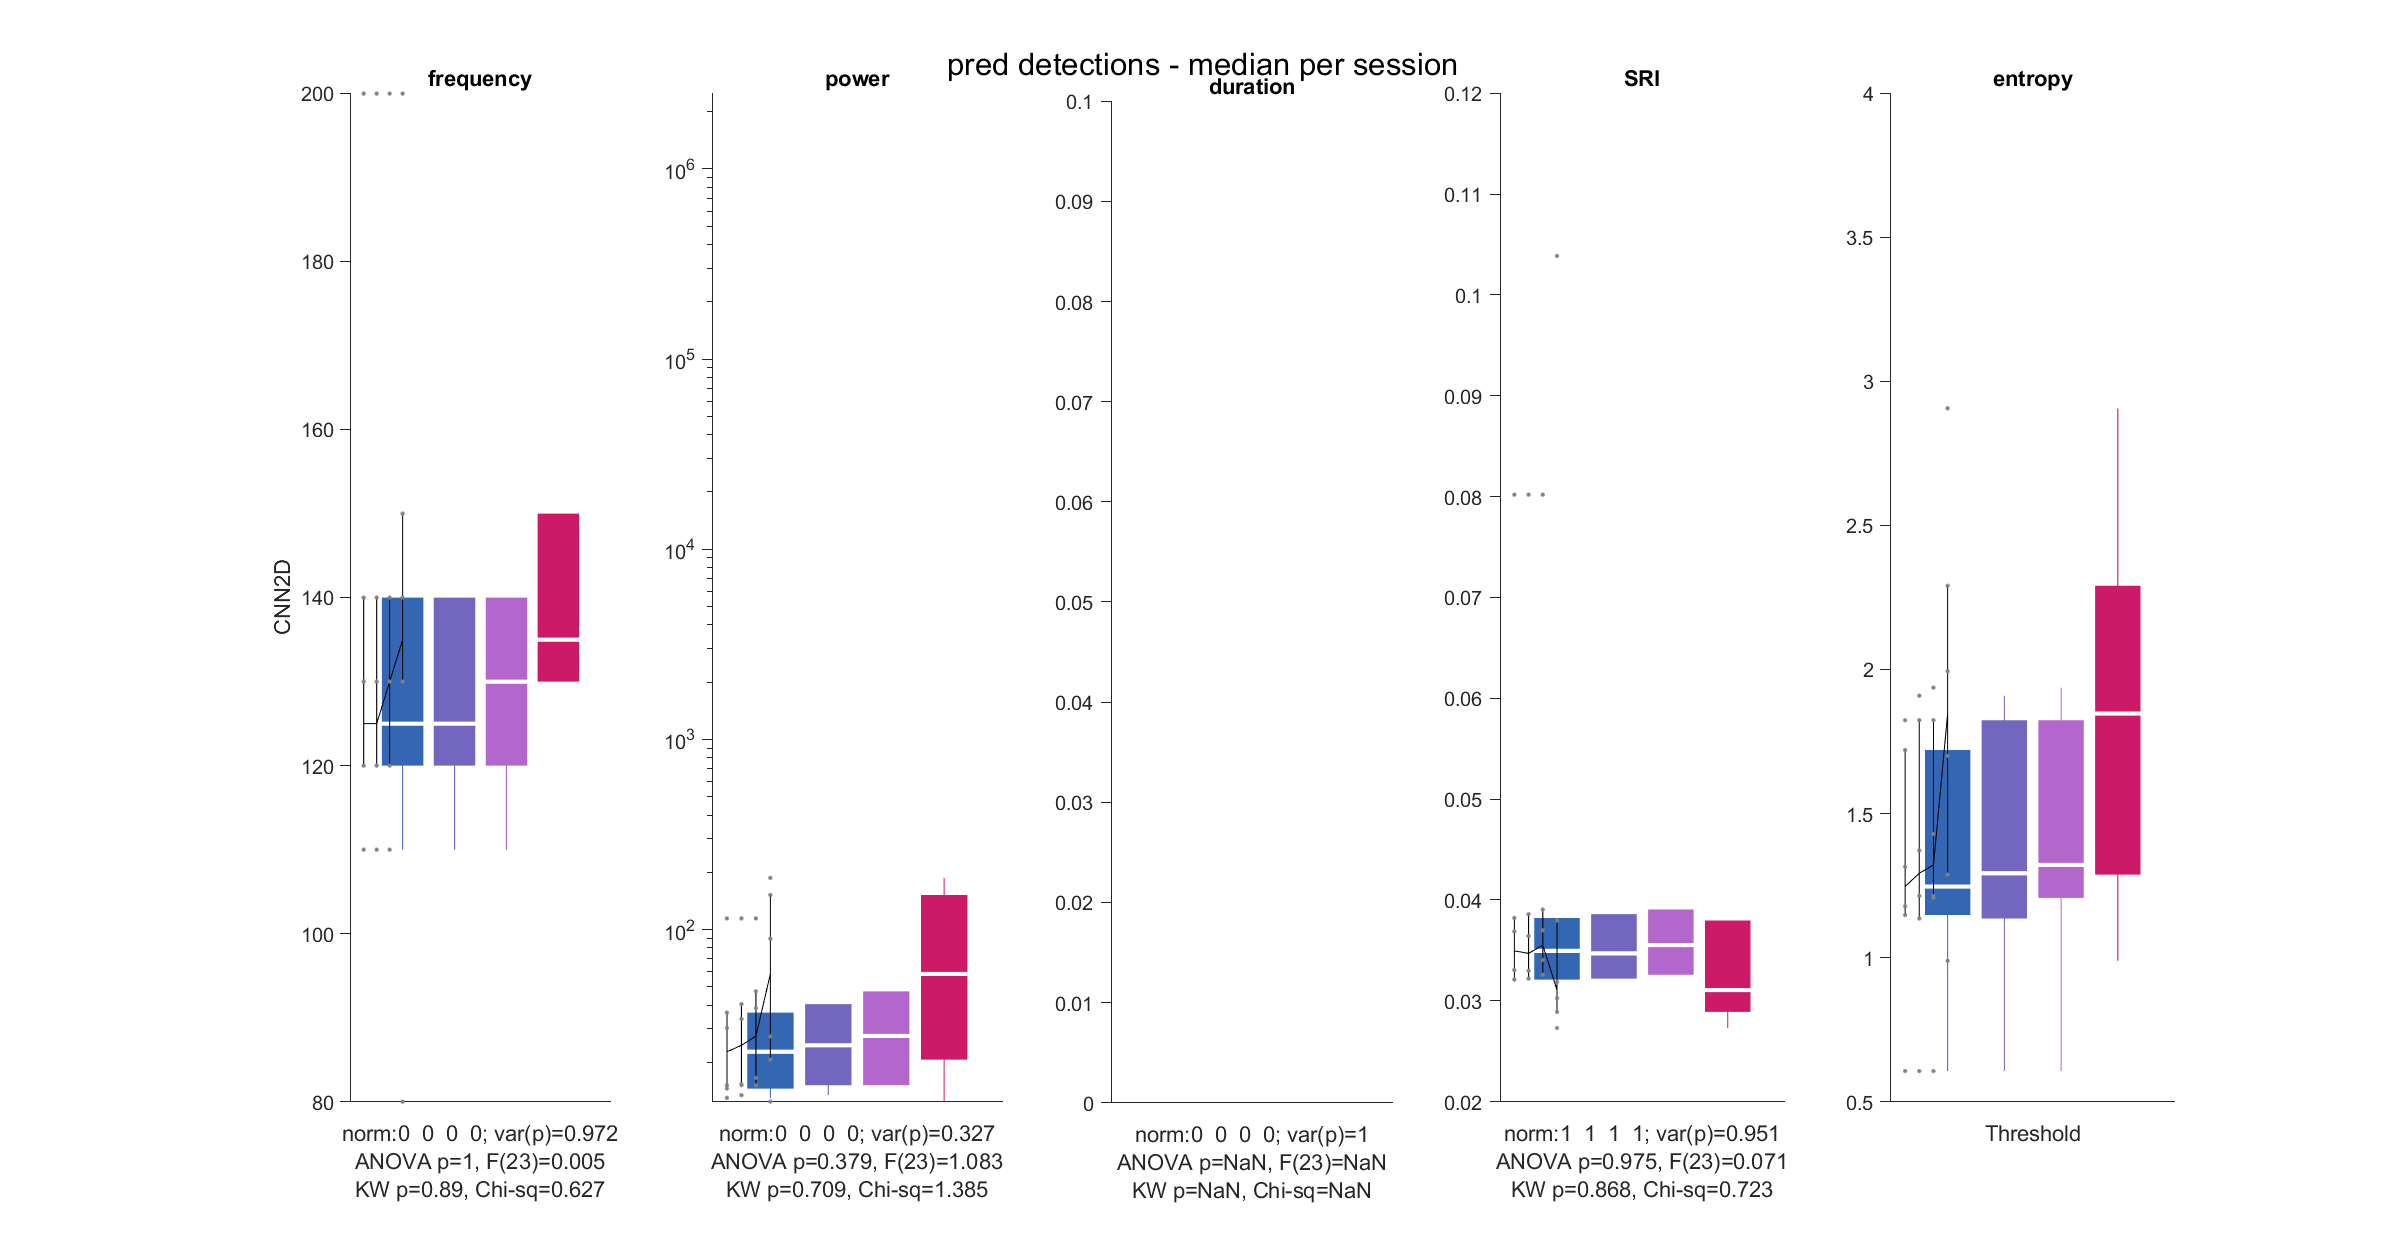 pred detections - median per session
frequency
200
180
160
140
120
100
80
CNN2D
norm:0 0 0 0; var(p)=0.972
ANOVA p=1, F(23)=0.005
KW p=0.89, Chi-sq=0.627
power
10^6
10^5
10^4
10^3
10^2
norm:0 0 0 0; var(p)=0.327
ANOVA p=0.379, F(23)=1.083
KW p=0.709, Chi-sq=1.385
duration
0.1
0.09
0.08
0.07
0.06
0.05
0.04
0.03
0.02
0.01
0
norm:0 0 0 0; var(p)=1
ANOVA p=NaN, F(23)=NaN
KW p=NaN, Chi-sq=NaN
SRI
0.12
0.11
0.1
0.09
0.08
0.07
0.06
0.05
0.04
0.03
0.02
norm:1 1 1 1; var(p)=0.951
ANOVA p=0.975, F(23)=0.071
KW p=0.868, Chi-sq=0.723
entropy
4
3.5
3
2.5
2
1.5
1
0.5
Threshold